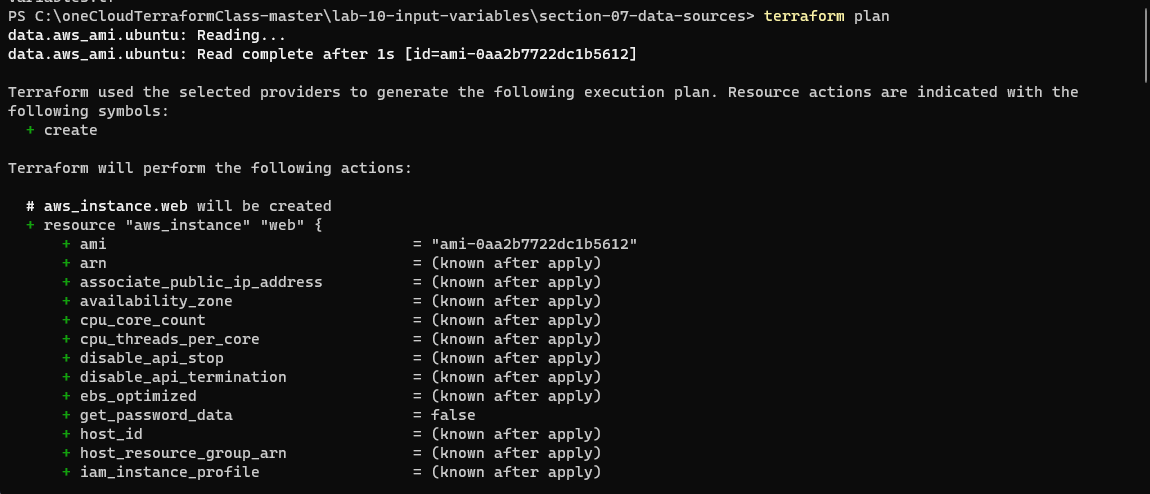 PS C:\oneCloudTerraformClass-master\lab-10-input-variables\section-07-data-sources> terraform plan
data.aws_ami.ubuntu: Reading...
data.aws_ami.ubuntu: Read complete after 1s [id=ami-0aa2b7722dc1b5612]

Terraform used the selected providers to generate the following execution plan. Resource actions are indicated with the
following symbols:
  + create

Terraform will perform the following actions:

  # aws_instance.web will be created
  + resource "aws_instance" "web" {
      + ami                                  = "ami-0aa2b7722dc1b5612"
      + arn                                  = (known after apply)
      + associate_public_ip_address          = (known after apply)
      + availability_zone                    = (known after apply)
      + cpu_core_count                       = (known after apply)
      + cpu_threads_per_core                 = (known after apply)
      + disable_api_stop                     = (known after apply)
      + disable_api_termination              = (known after apply)
      + ebs_optimized                        = (known after apply)
      + get_password_data                    = false
      + host_id                              = (known after apply)
      + host_resource_group_arn              = (known after apply)
      + iam_instance_profile                 = (known after apply)